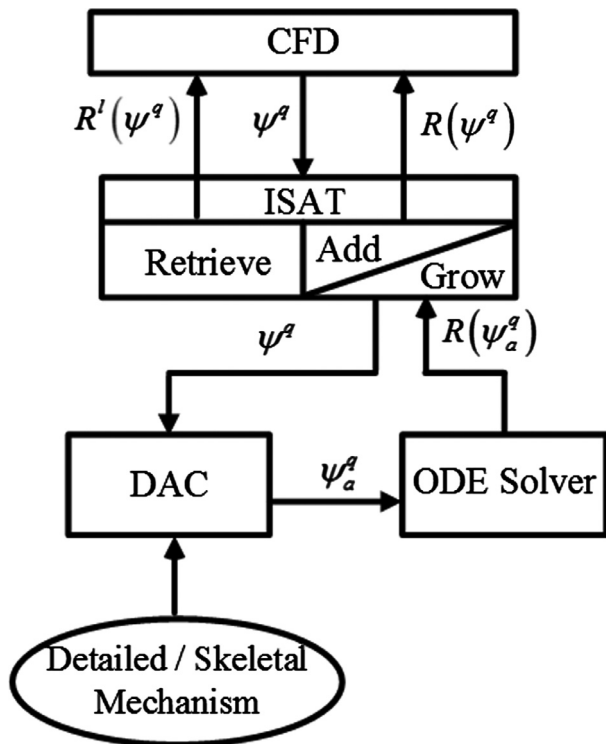 CFD
R^l(ψ^q) ψ^q R(ψ^q)
ISAT
Retrieve Add
Grow
ψ^q R(ψ_a^q)
DAC ψ_a^q ODE Solver
Detailed / Skeletal
Mechanism